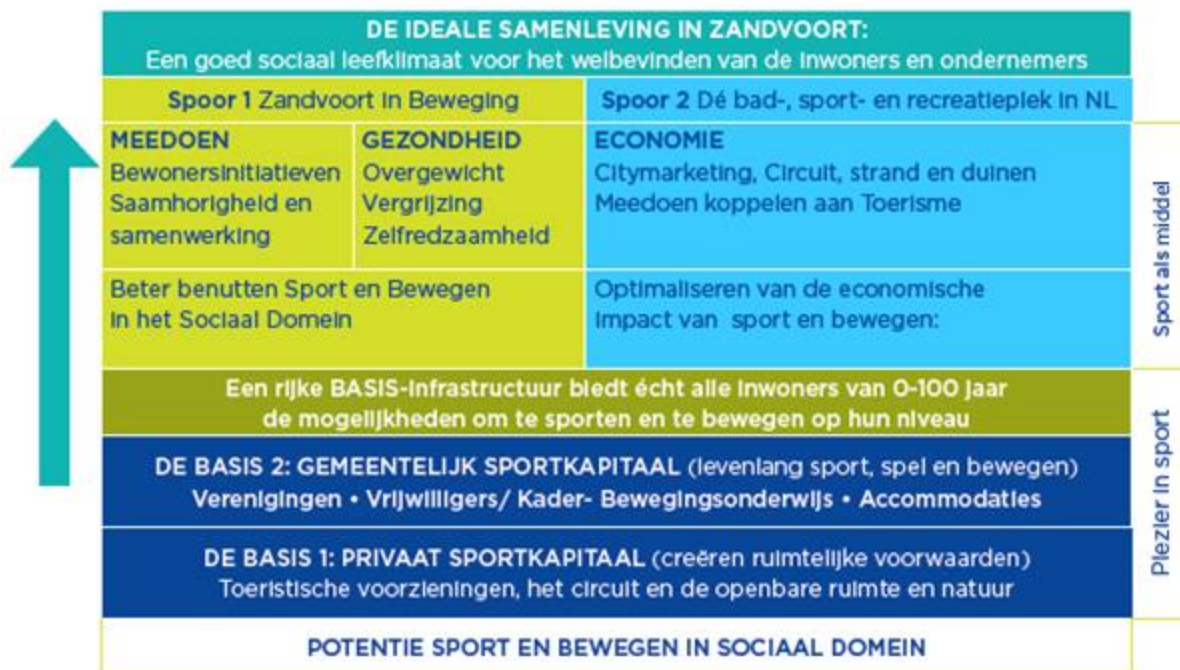 DE IDEALE SAMENLEVING IN ZANDVOORT:
Een goed sociaal leefklimaat voor het welbevinden van de inwoners en ondernemers
Spoor 1 Zandvoort in Beweging
Spoor 2 Dé bad-, sport- en recreatieplek in NL
MEEDOEN
Bewonersinitiatieven
Saamhorigheid en
samenwerking
GEZONDHEID
Overgewicht
Vergrijzing
Zelfredzaamheid
ECONOMIE
Citymarketing, Circuit, strand en duinen
Meedoen koppelen aan Toerisme
Beter benutten Sport en Bewegen
in het Sociaal Domein
Optimaliseren van de economische
impact van sport en bewegen:
Sport als middel
Een rijke BASIS-infrastructuur biedt écht alle inwoners van 0-100 jaar
de mogelijkheden om te sporten en te bewegen op hun niveau
DE BASIS 2: GEMEENTELIJK SPORTKAPITAAL (levenlang sport, spel en bewegen)
Verenigingen • Vrijwilligers/ Kader- Bewegingsonderwijs • Accommodaties
DE BASIS 1: PRIVAAT SPORTKAPITAAL (creëren ruimtelijke voorwaarden)
Toeristische voorzieningen, het circuit en de openbare ruimte en natuur
Plezier in sport
POTENTIE SPORT EN BEWEGEN IN SOCIAAL DOMEIN